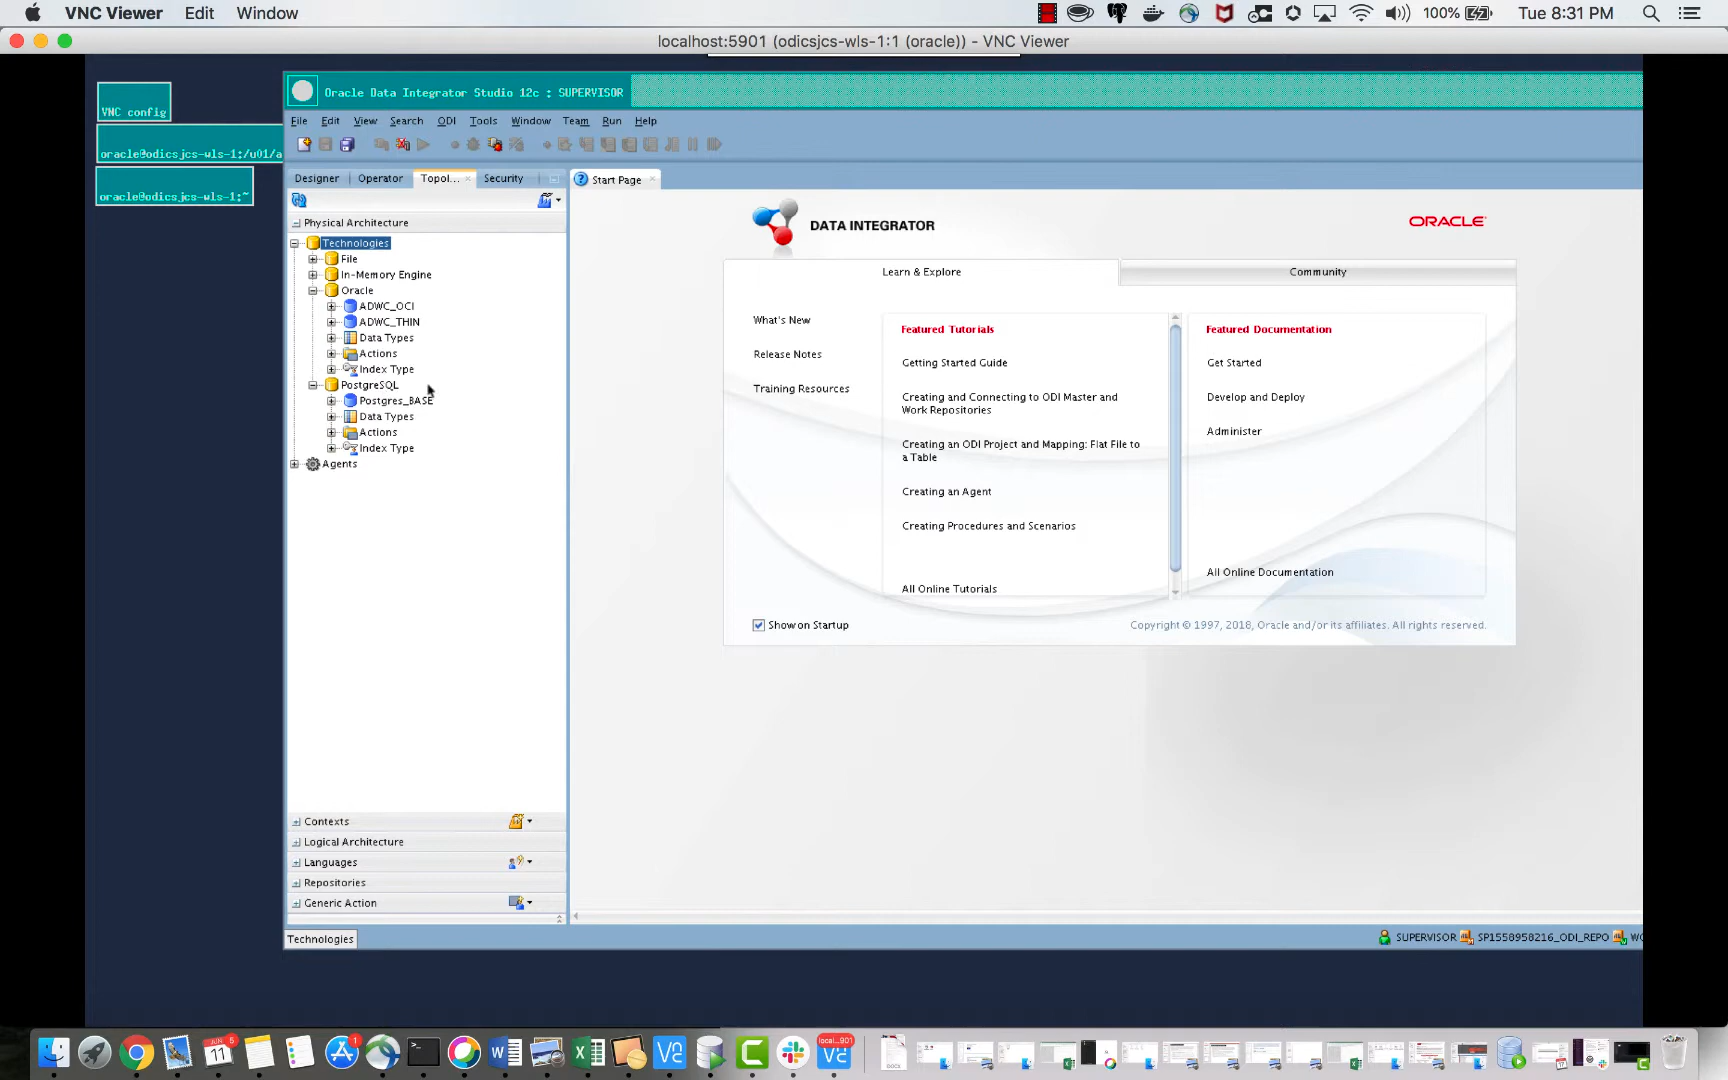 VNC Viewer Edit Window 100% Tue 8:31 PM
localhost:5901 (odicsjcs-wls-1:1 (oracle)) - VNC Viewer
VNC config
oracle@odicsjcs-wls-1:/u01/a
oracle@odicsjcs-wls-1:~
Oracle Data Integrator Studio 12c : SUPERVISOR
File Edit View Search ODI Tools Window Team Run Help
Designer Operator Topol... Security
Start Page
Physical Architecture
Technologies
File
In-Memory Engine
Oracle
ADWC_OCI
ADWC_THIN
Data Types
Actions
Index Type
PostgreSQL
Postgres_BASE
Data Types
Actions
Index Type
Agents
Contexts
Logical Architecture
Languages
Repositories
Generic Action
Technologies
DATA INTEGRATOR
ORACLE
Learn & Explore
Community
What's New
Release Notes
Training Resources
Featured Tutorials
Getting Started Guide
Creating and Connecting to ODI Master and
Work Repositories
Creating an ODI Project and Mapping: Flat File to
a Table
Creating an Agent
Creating Procedures and Scenarios
All Online Tutorials
Featured Documentation
Get Started
Develop and Deploy
Administer
All Online Documentation
Show on Startup
Copyright © 1997, 2018, Oracle and/or its affiliates. All rights reserved.
SUPERVISOR SP1558958216_ODI_REPO WO